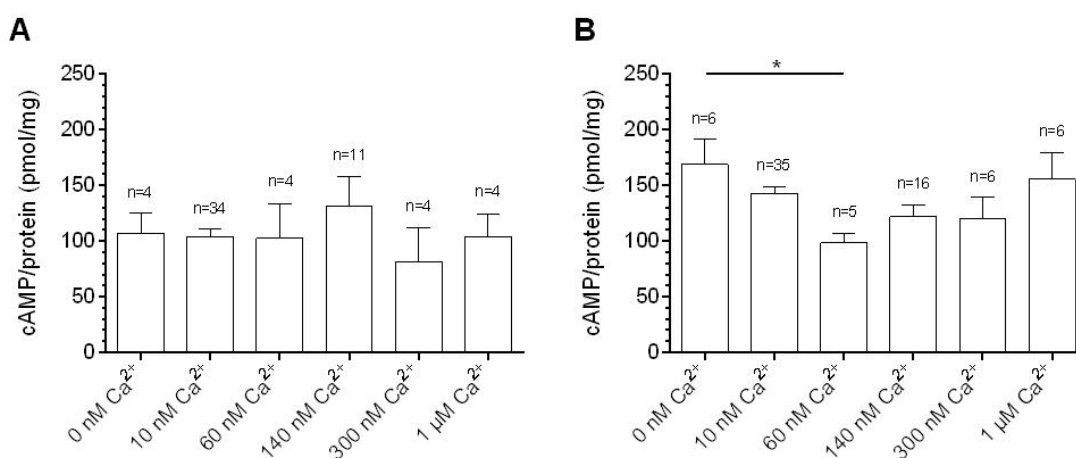 A
cAMP/protein (pmol/mg)
250
200
150
100
50
0
n=4
n=34
n=4
n=11
n=4
n=4
0 nM Ca²⁺
10 nM Ca²⁺
60 nM Ca²⁺
140 nM Ca²⁺
300 nM Ca²⁺
1 µM Ca²⁺
B
cAMP/protein (pmol/mg)
250
200
150
100
50
0
*
n=6
n=35
n=5
n=16
n=6
n=6
0 nM Ca²⁺
10 nM Ca²⁺
60 nM Ca²⁺
140 nM Ca²⁺
300 nM Ca²⁺
1 µM Ca²⁺